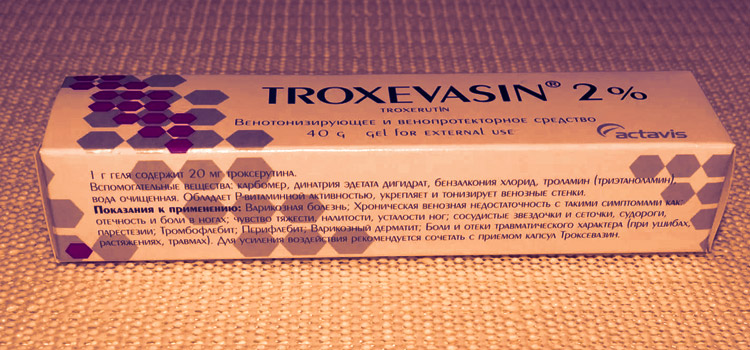 TROXEVASIN® 2%
TROXERUTIN
Венотонизирующее и венопротекторное средство
40 g gel for external use
actavis
1 г геля содержит 20 мг троксерутина.
Вспомогательные вещества: карбомер, динатрия эдетата дигидрат, бензалкония хлорид, троламин (триэтаноламин),
вода очищенная. Обладает Р-витаминной активностью, укрепляет и тонизирует венозные стенки.
Показания к применению: Варикозная болезнь; Хроническая венозная недостаточность с такими симптомами как:
отечность и боли в ногах; чувство тяжести, налитости, усталости ног; сосудистые звездочки и сеточки, судороги,
парестезии; Тромбофлебит; Перифлебит; Варикозный дерматит; Боли и отеки травматического характера (при ушибах,
растяжениях, травмах). Для усиления воздействия рекомендуется сочетать с приемом капсул Троксевазин.